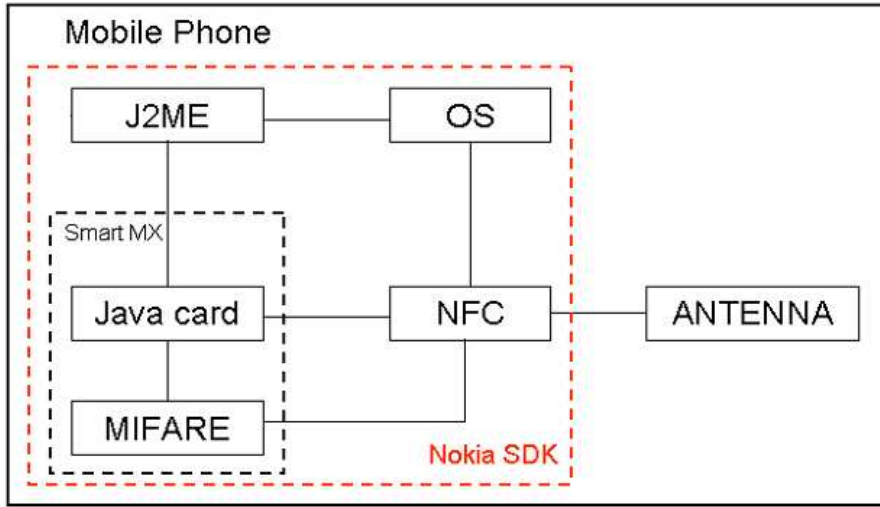 Mobile Phone
J2ME
OS
Smart MX
Java card
NFC
ANTENNA
MIFARE
Nokia SDK